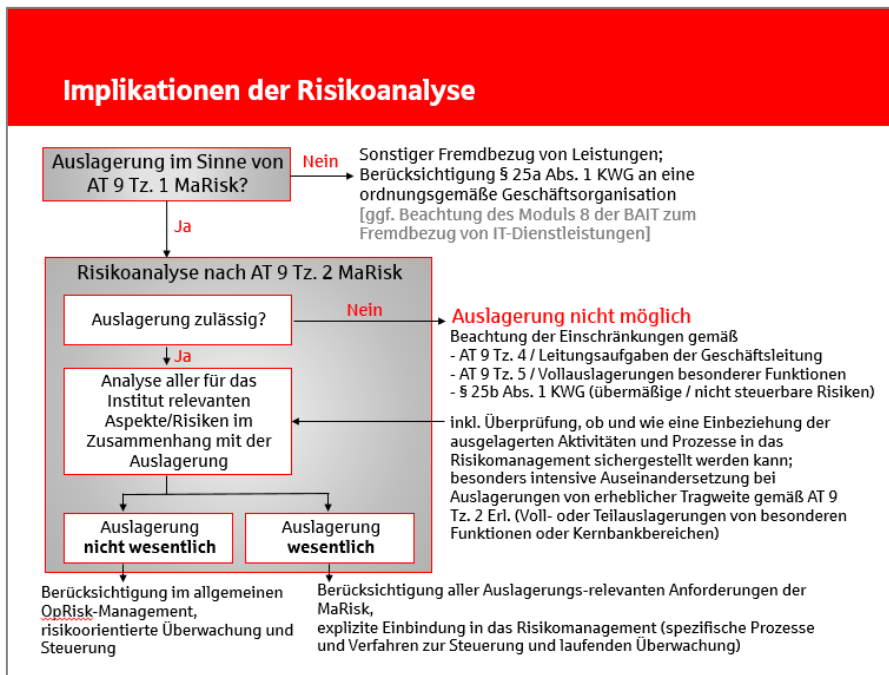 Implikationen der Risikoanalyse
Auslagerung im Sinne von
AT 9 Tz. 1 MaRisk?
Nein
Sonstiger Fremdbezug von Leistungen;
Berücksichtigung § 25a Abs. 1 KWG an eine
ordnungsgemäße Geschäftsorganisation
[ggf. Beachtung des Moduls 8 der BAIT zum
Fremdbezug von IT-Dienstleistungen]
Ja
Risikoanalyse nach AT 9 Tz. 2 MaRisk
Auslagerung zulässig?
Nein
Auslagerung nicht möglich
Beachtung der Einschränkungen gemäß
- AT 9 Tz. 4 / Leitungsaufgaben der Geschäftsleitung
- AT 9 Tz. 5 / Vollauslagerungen besonderer Funktionen
- § 25b Abs. 1 KWG (übermäßige / nicht steuerbare Risiken)
Ja
Analyse aller für das
Institut relevanten
Aspekte/Risiken im
Zusammenhang mit der
Auslagerung
inkl. Überprüfung, ob und wie eine Einbeziehung der
ausgelagerten Aktivitäten und Prozesse in das
Risikomanagement sichergestellt werden kann;
besonders intensive Auseinandersetzung bei
Auslagerungen von erheblicher Tragweite gemäß AT 9
Tz. 2 Erl. (Voll- oder Teilauslagerungen von besonderen
Funktionen oder Kernbankbereichen)
Auslagerung
nicht wesentlich
Auslagerung
wesentlich
Berücksichtigung im allgemeinen
OpRisk-Management,
risikoorientierte Überwachung und
Steuerung
Berücksichtigung aller Auslagerungs-relevanten Anforderungen der
MaRisk,
explizite Einbindung in das Risikomanagement (spezifische Prozesse
und Verfahren zur Steuerung und laufenden Überwachung)